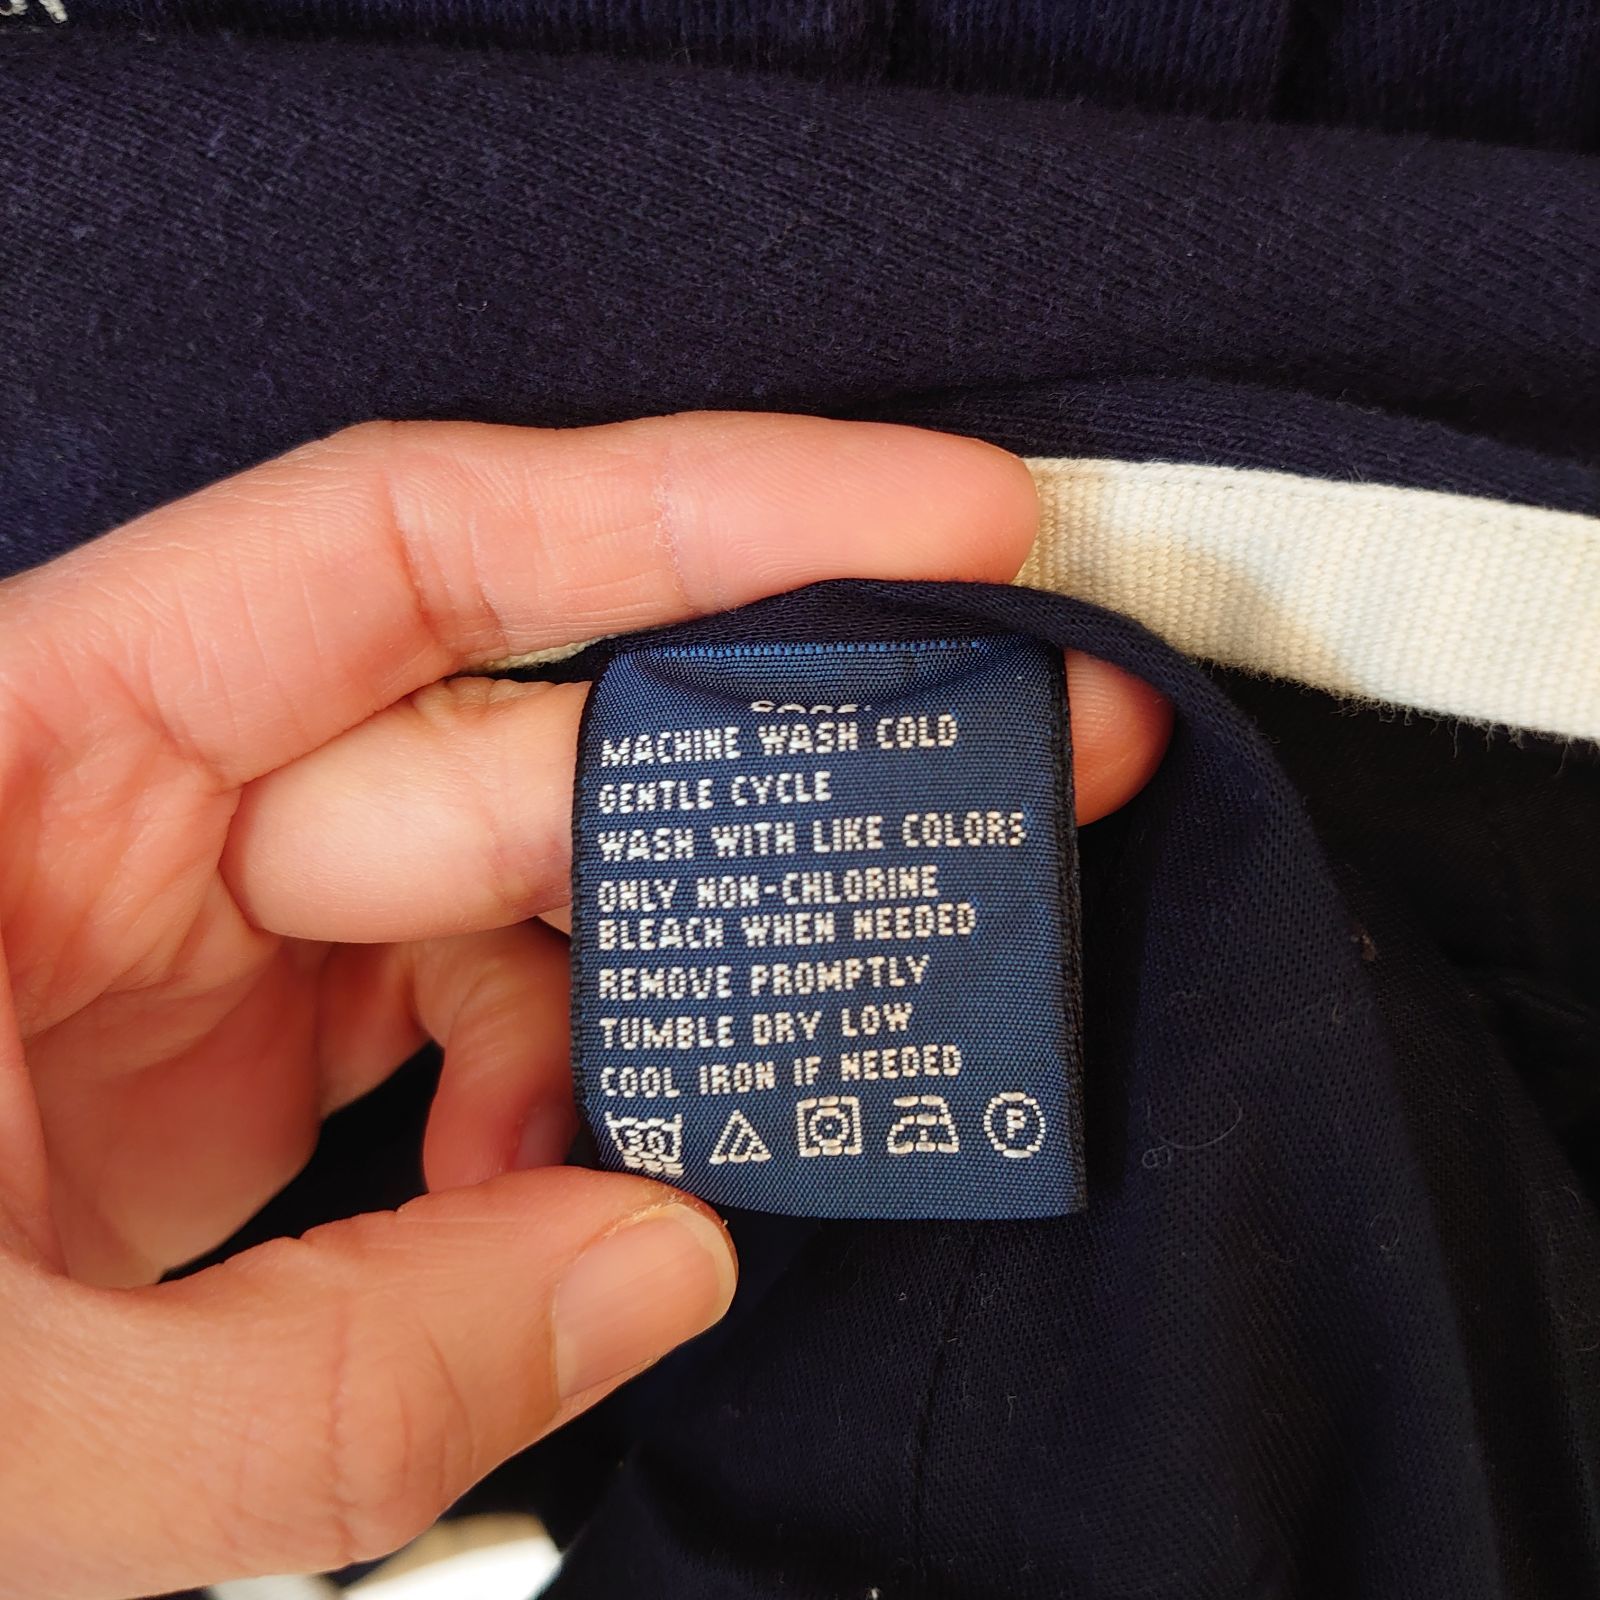 MACHINE WASH COLD
GENTLE CYCLE
WASH WITH LIKE COLORS
ONLY NON-CHLORINE
BLEACH WHEN NEEDED
REMOVE PROMPTLY
TUMBLE DRY LOW
COOL IRON IF NEEDED
30 P